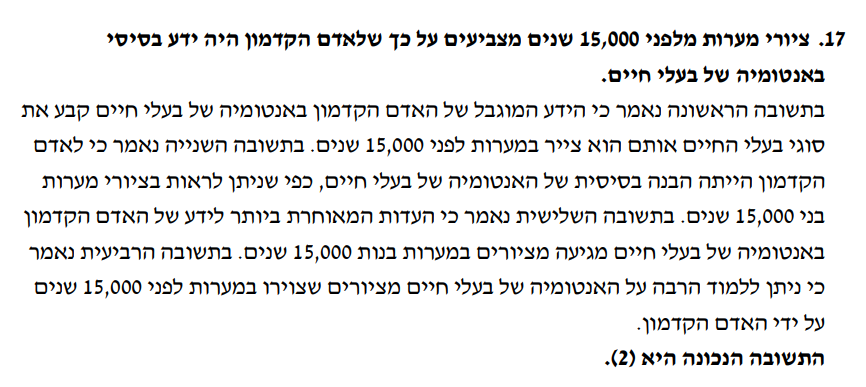 17. ציורי מערות מלפני 15,000 שנים מצביעים על כך שלאדם הקדמון היה ידע בסיסי
באנטומיה של בעלי חיים.
בתשובה הראשונה נאמר כי הידע המוגבל של האדם הקדמון באנטומיה של בעלי חיים קבע את
סוגי בעלי החיים אותם הוא צייר במערות לפני 15,000 שנים. בתשובה השנייה נאמר כי לאדם
הקדמון הייתה הבנה בסיסית של האנטומיה של בעלי חיים, כפי שניתן לראות בציורי מערות
בני 15,000 שנים. בתשובה השלישית נאמר כי העדות המאוחרת ביותר לידע של האדם הקדמון
באנטומיה של בעלי חיים מגיעה מציורים במערות בנות 15,000 שנים. בתשובה הרביעית נאמר
כי ניתן ללמוד הרבה על האנטומיה של בעלי חיים מציורים שצוירו במערות לפני 15,000 שנים
על ידי האדם הקדמון.
התשובה הנכונה היא (2).